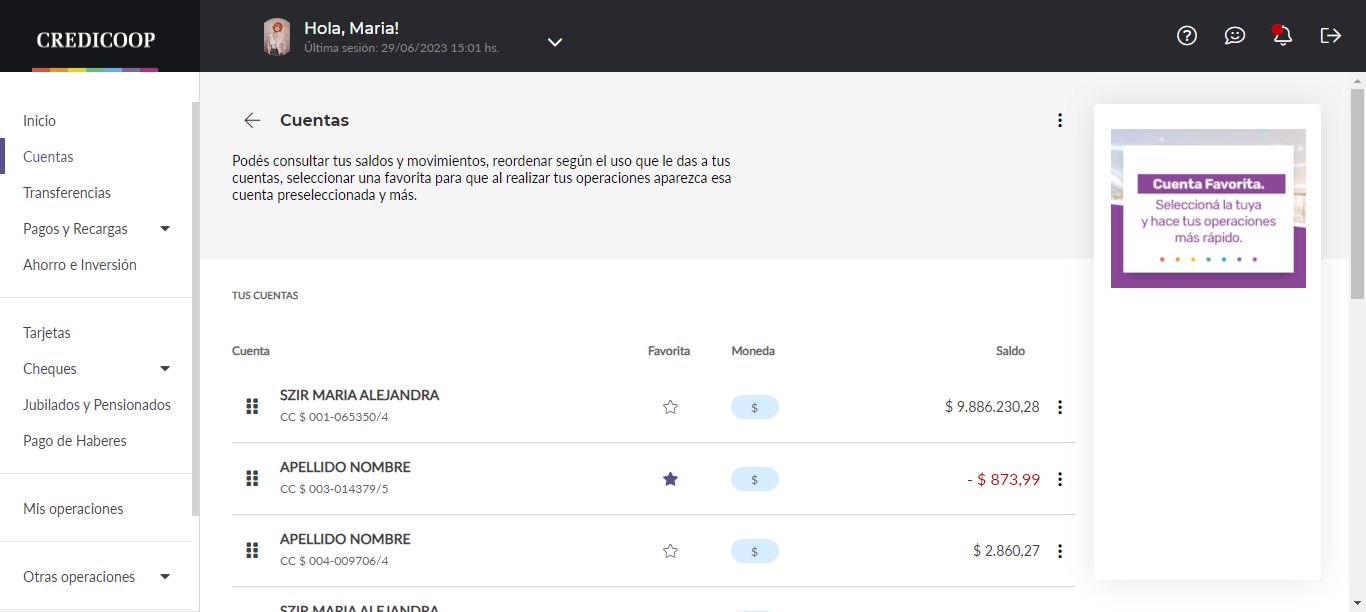 CREDICOOP
Hola, Maria!
Última sesión: 29/06/2023 15:01 hs.
Inicio
Cuentas
Transferencias
Pagos y Recargas
Ahorro e Inversión
Tarjetas
Cheques
Jubilados y Pensionados
Pago de Haberes
Mis operaciones
Otras operaciones
Cuentas
Podés consultar tus saldos y movimientos, reordenar según el uso que le das a tus
cuentas, seleccionar una favorita para que al realizar tus operaciones aparezca esa
cuenta preseleccionada y más.
Cuenta Favorita.
Seleccioná la tuya
y hace tus operaciones
más rápido.
TUS CUENTAS
Cuenta Favorita Moneda Saldo
SZIR MARIA ALEJANDRA
CC $ 001-065350/4
$
$ 9.886.230,28
APELLIDO NOMBRE
CC $ 003-014379/5
$
- $ 873,99
APELLIDO NOMBRE
CC $ 004-009706/4
$
$ 2.860,27
SZIR MARIA ALEJANDRA